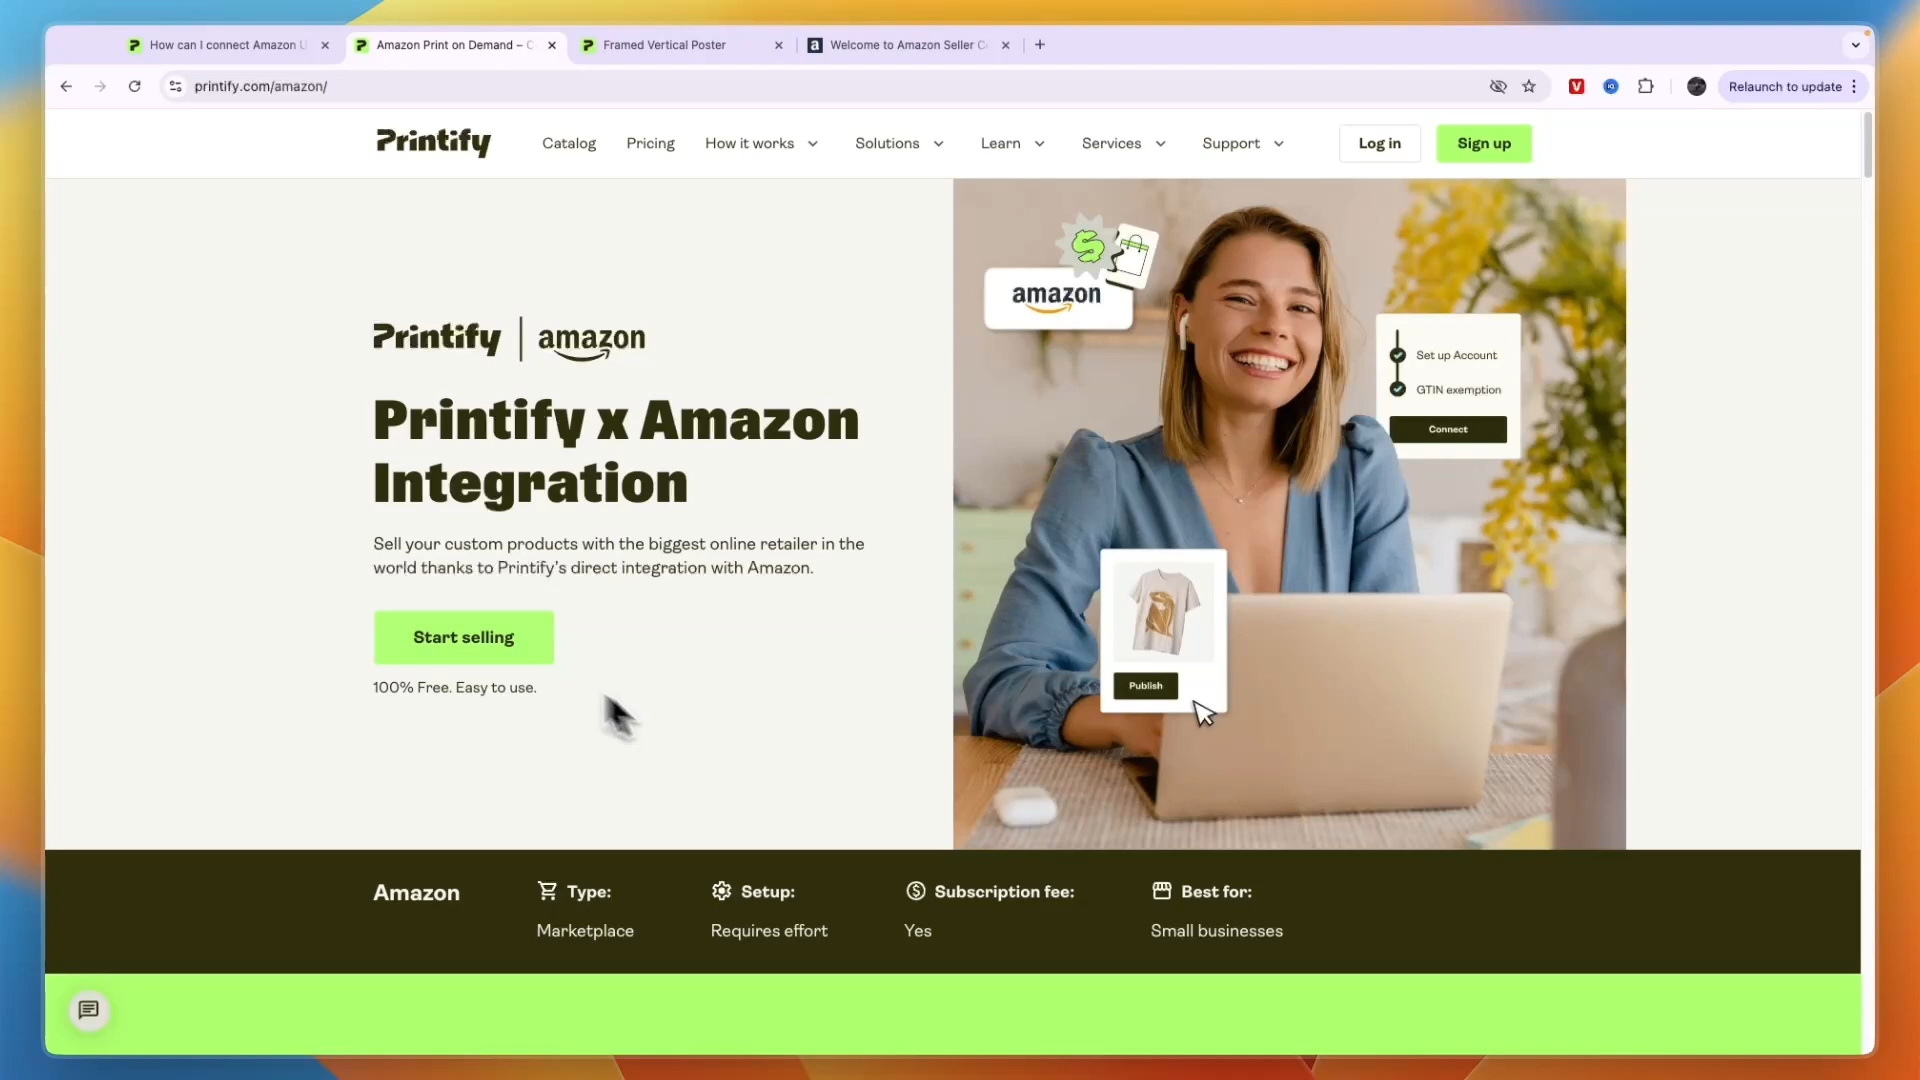 How can I connect Amazon U
Amazon Print on Demand – C
Framed Vertical Poster
Welcome to Amazon Seller C
printify.com/amazon/
Relaunch to update
Printify
Catalog
Pricing
How it works
Solutions
Learn
Services
Support
Log in
Sign up
Printify | amazon
Printify x Amazon
Integration
Sell your custom products with the biggest online retailer in the
world thanks to Printify's direct integration with Amazon.
Start selling
100% Free. Easy to use.
amazon
Set up Account
GTIN exemption
Connect
Publish
Amazon
Type:
Marketplace
Setup:
Requires effort
Subscription fee:
Yes
Best for:
Small businesses